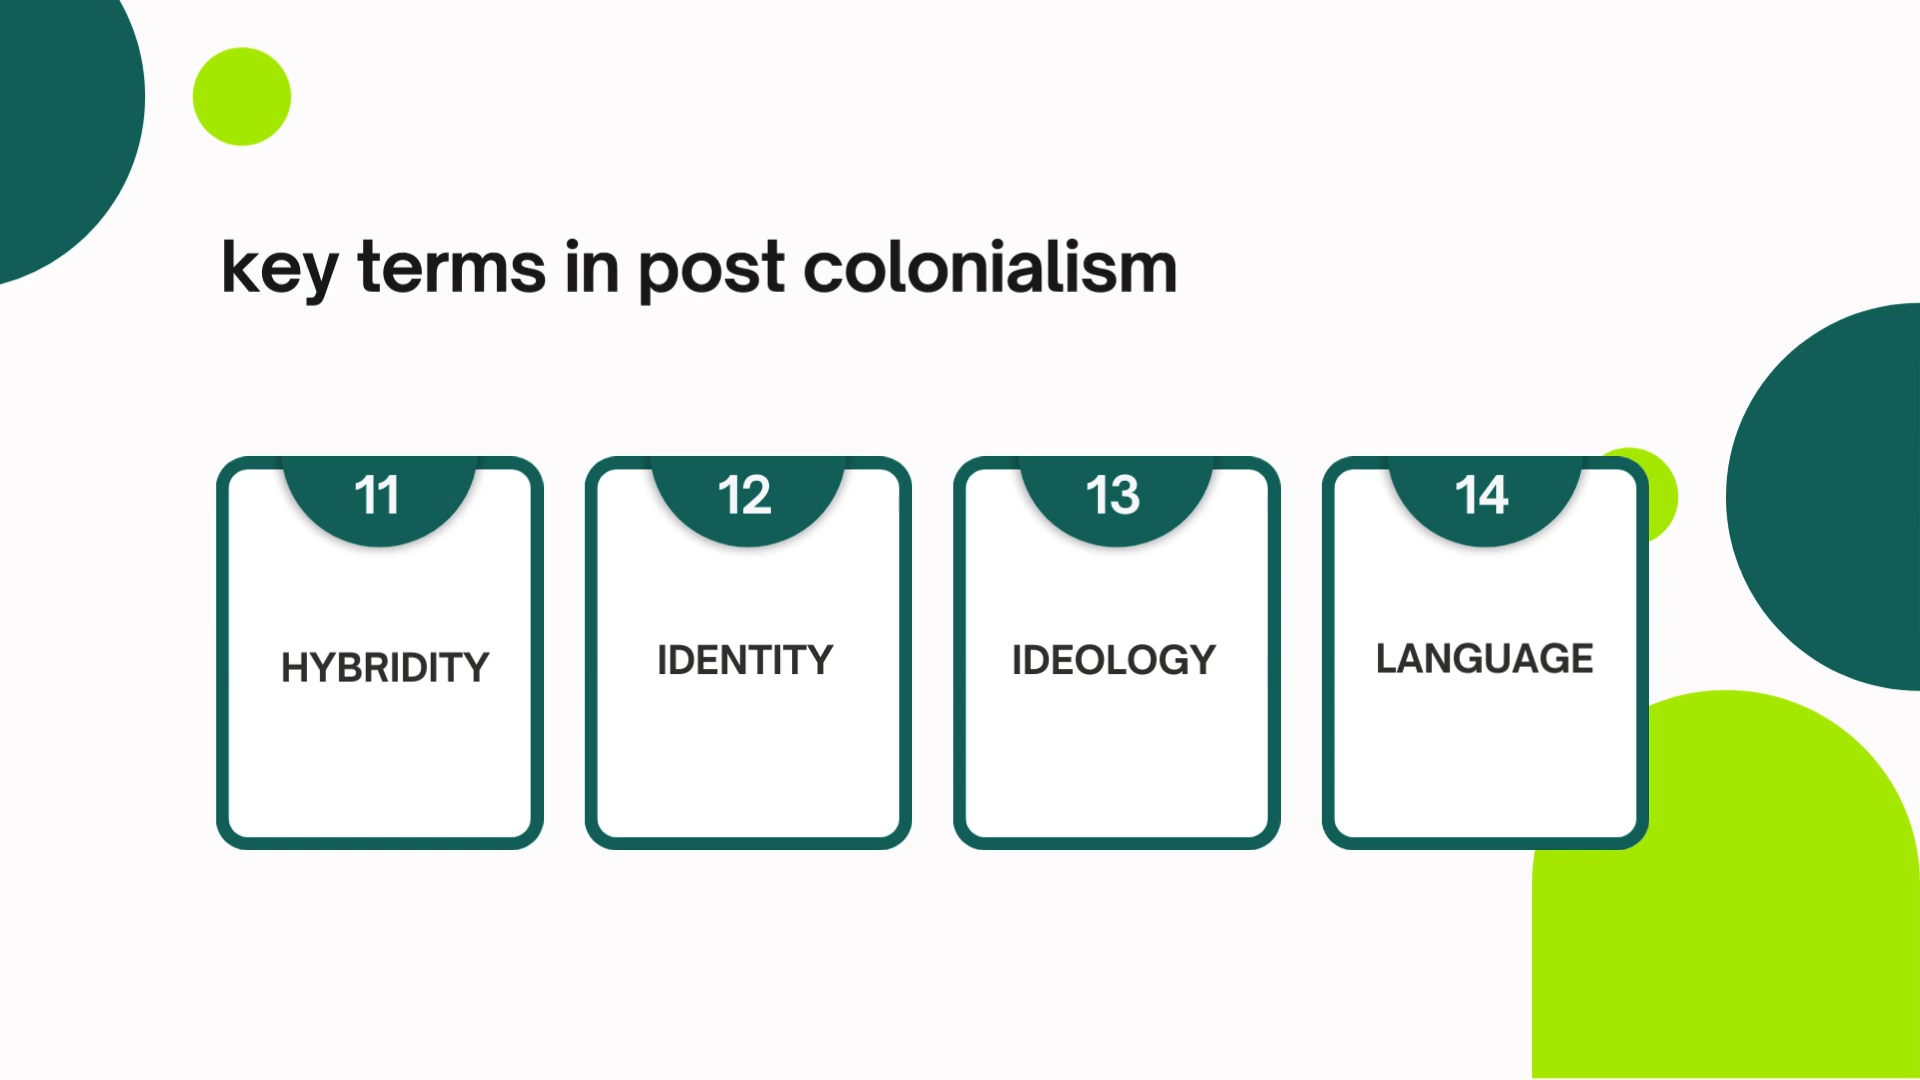 key terms in post colonialism
11
12
13
14
HYBRIDITY
IDENTITY
IDEOLOGY
LANGUAGE